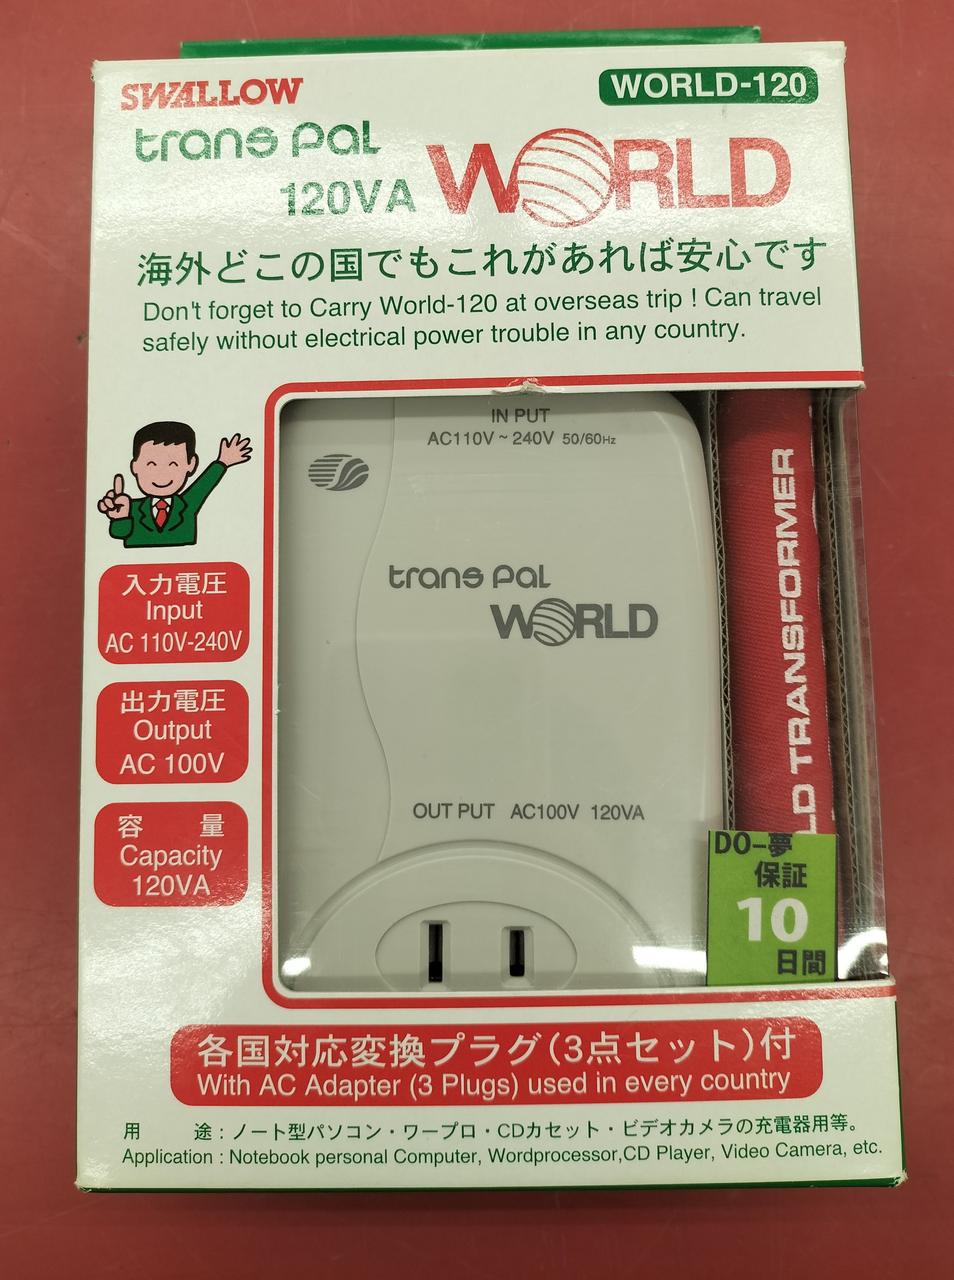 SWALLOW
WORLD-120
trans pal
120VA
WORLD
海外どこの国でもこれがあれば安心です
Don't forget to Carry World-120 at overseas trip ! Can travel
safely without electrical power trouble in any country.
IN PUT
AC110V ~ 240V 50/60Hz
trans pal
WORLD
OUT PUT AC100V 120VA
LD TRANSFORMER
入力電圧
Input
AC 110V-240V
出力電圧
Output
AC 100V
容 量
Capacity
120VA
DO-夢
保証
10
日間
各国対応変換プラグ(3点セット)付
With AC Adapter (3 Plugs) used in every country
用 途 : ノート型パソコン・ワープロ・CDカセット・ビデオカメラの充電器用等。
Application : Notebook personal Computer, Wordprocessor,CD Player, Video Camera, etc.